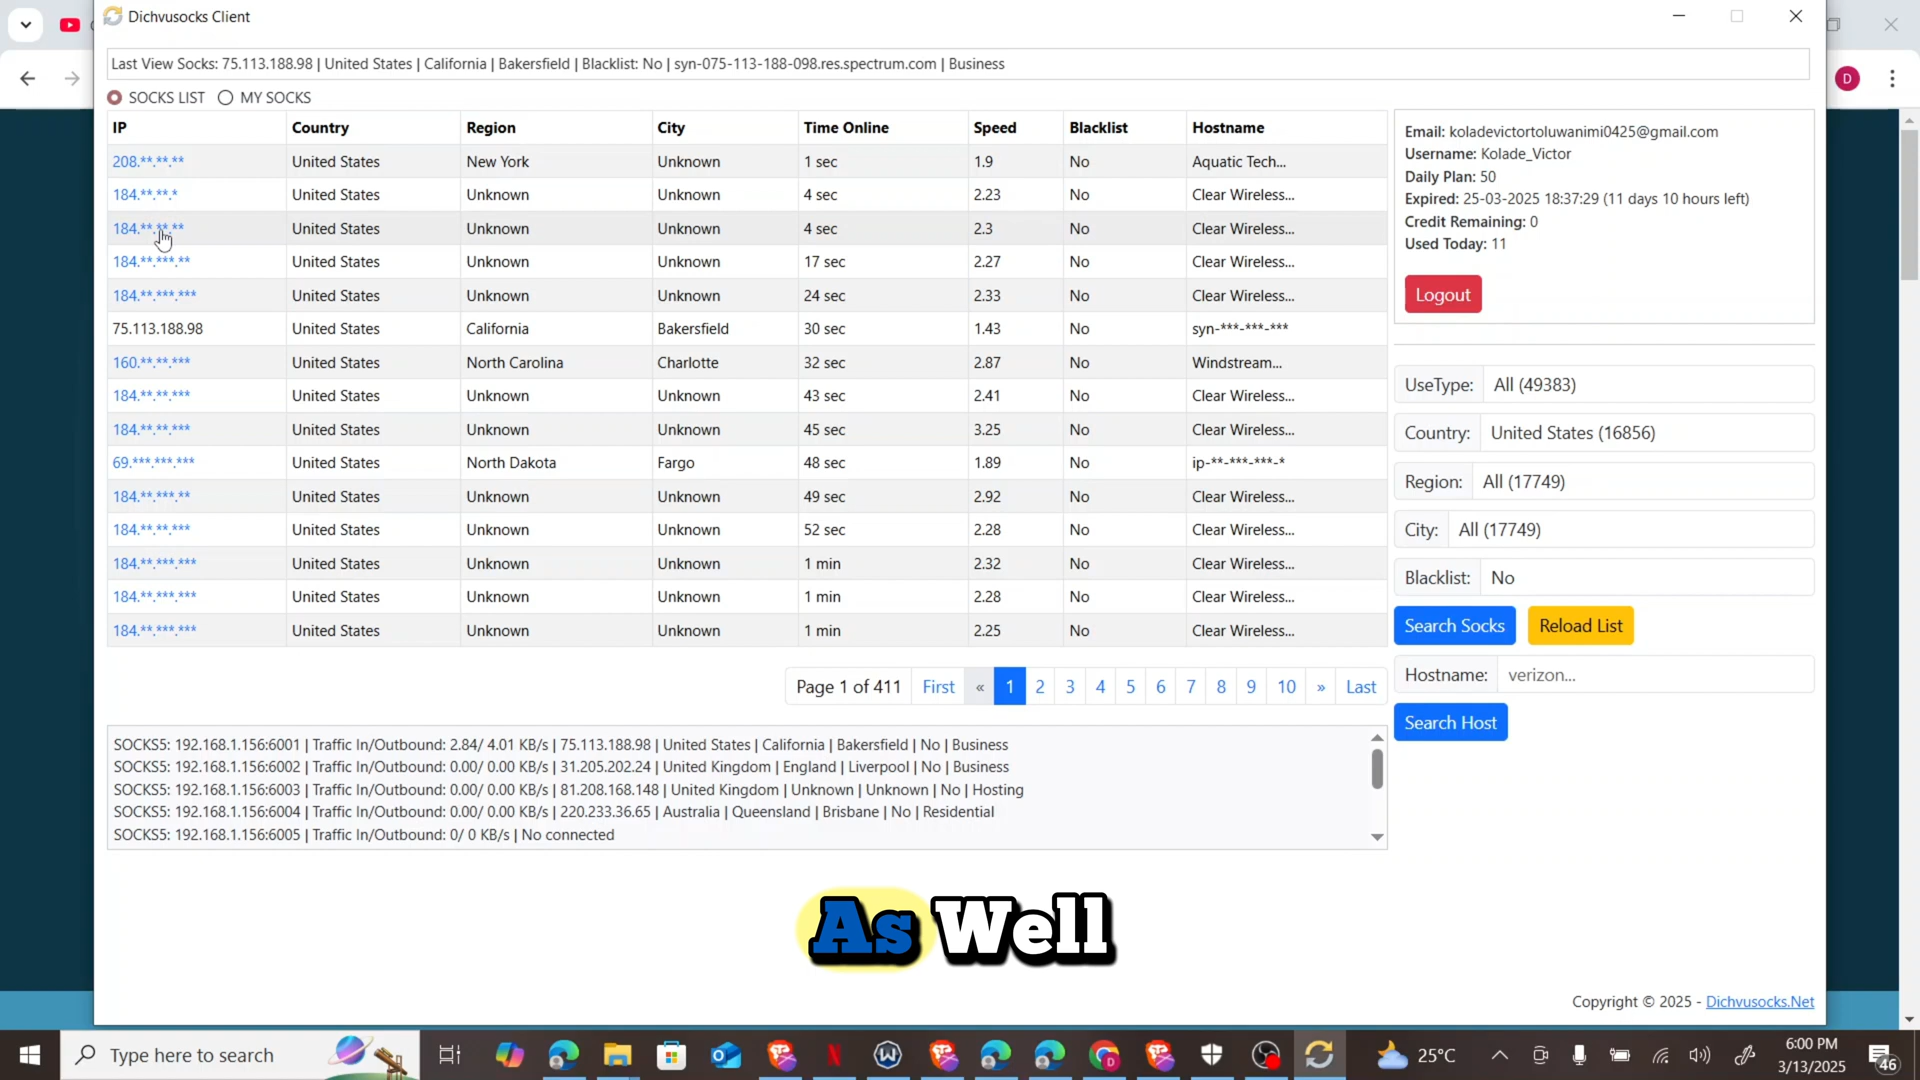 Dichvusocks Client
Last View Socks: 75.113.188.98 | United States | California | Bakersfield | Blacklist: No | syn-075-113-188-098.res.spectrum.com | Business
D
SOCKS LIST MY SOCKS
IP Country Region City Time Online Speed Blacklist Hostname
208.**.**.** United States New York Unknown 1 sec 1.9 No Aquatic Tech...
184.**.**.* United States Unknown Unknown 4 sec 2.23 No Clear Wireless...
184.**.**.** United States Unknown Unknown 4 sec 2.3 No Clear Wireless...
184.**.***.** United States Unknown Unknown 17 sec 2.27 No Clear Wireless...
184.**.***.*** United States Unknown Unknown 24 sec 2.33 No Clear Wireless...
75.113.188.98 United States California Bakersfield 30 sec 1.43 No syn-***-***-***
160.**.**.*** United States North Carolina Charlotte 32 sec 2.87 No Windstream...
184.**.**.*** United States Unknown Unknown 43 sec 2.41 No Clear Wireless...
184.**.**.*** United States Unknown Unknown 45 sec 3.25 No Clear Wireless...
69.***.***.*** United States North Dakota Fargo 48 sec 1.89 No ip-**-***-***-*
184.**.***.** United States Unknown Unknown 49 sec 2.92 No Clear Wireless...
184.**.**.*** United States Unknown Unknown 52 sec 2.28 No Clear Wireless...
184.**.***.*** United States Unknown Unknown 1 min 2.32 No Clear Wireless...
184.**.***.*** United States Unknown Unknown 1 min 2.28 No Clear Wireless...
184.**.***.*** United States Unknown Unknown 1 min 2.25 No Clear Wireless...
Page 1 of 411 First « 1 2 3 4 5 6 7 8 9 10 » Last
SOCKS5: 192.168.1.156:6001 | Traffic In/Outbound: 2.84/ 4.01 KB/s | 75.113.188.98 | United States | California | Bakersfield | No | Business
SOCKS5: 192.168.1.156:6002 | Traffic In/Outbound: 0.00/ 0.00 KB/s | 31.205.202.24 | United Kingdom | England | Liverpool | No | Business
SOCKS5: 192.168.1.156:6003 | Traffic In/Outbound: 0.00/ 0.00 KB/s | 81.208.168.148 | United Kingdom | Unknown | Unknown | No | Hosting
SOCKS5: 192.168.1.156:6004 | Traffic In/Outbound: 0.00/ 0.00 KB/s | 220.233.36.65 | Australia | Queensland | Brisbane | No | Residential
SOCKS5: 192.168.1.156:6005 | Traffic In/Outbound: 0/ 0 KB/s | No connected
Email: koladevictortoluwanimi0425@gmail.com
Username: Kolade_Victor
Daily Plan: 50
Expired: 25-03-2025 18:37:29 (11 days 10 hours left)
Credit Remaining: 0
Used Today: 11
Logout
UseType: All (49383)
Country: United States (16856)
Region: All (17749)
City: All (17749)
Blacklist: No
Search Socks Reload List
Hostname: verizon...
Search Host
As Well
Copyright © 2025 - Dichvusocks.Net
Type here to search
25°C
6:00 PM
3/13/2025
46